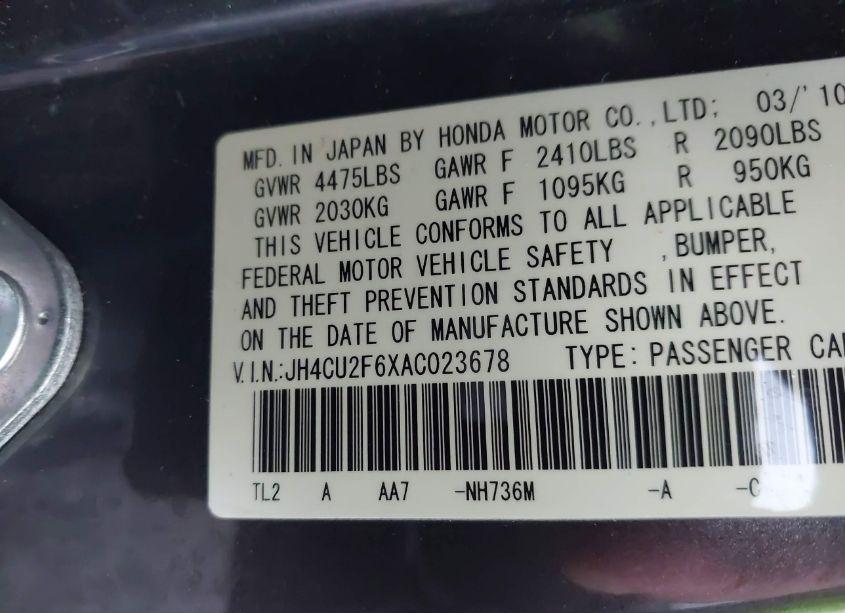 MFD. IN JAPAN BY HONDA MOTOR CO.,LTD; 03/'10
GVWR 4475LBS GAWR F 2410LBS R 2090LBS
GVWR 2030KG GAWR F 1095KG R 950KG
THIS VEHICLE CONFORMS TO ALL APPLICABLE
FEDERAL MOTOR VEHICLE SAFETY ,BUMPER,
AND THEFT PREVENTION STANDARDS IN EFFECT
ON THE DATE OF MANUFACTURE SHOWN ABOVE.
V.I.N.:JH4CU2F6XAC023678 TYPE: PASSENGER CAR
TL2 A AA7 -NH736M -A -C